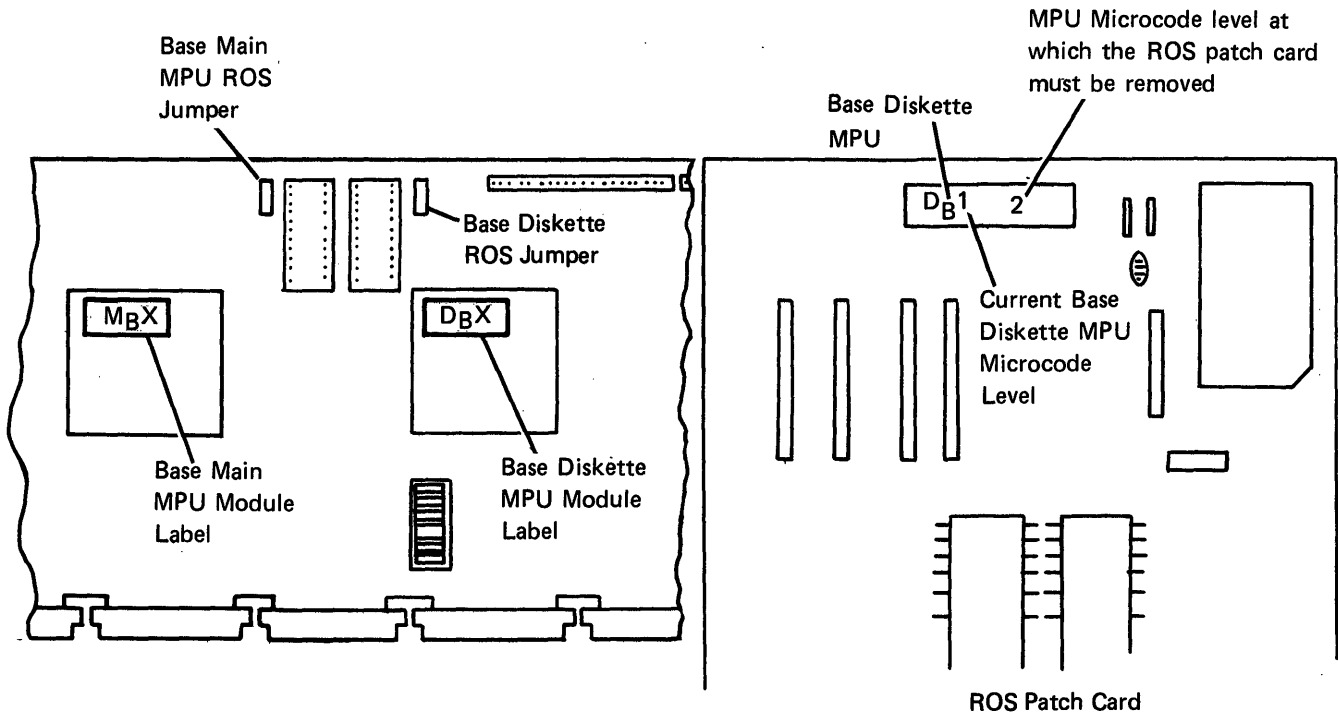 Base Main
MPU ROS
Jumper
Base Diskette
ROS Jumper
MBX
DBX
Base Main
MPU Module
Label
Base Diskette
MPU Module
Label
MPU Microcode level at
which the ROS patch card
must be removed
Base Diskette
MPU
DB1 2
Current Base
Diskette MPU
Microcode
Level
ROS Patch Card